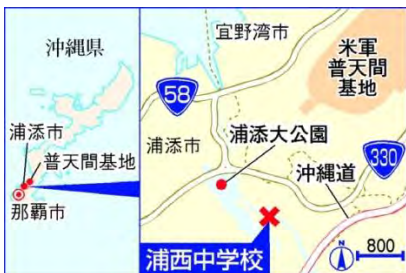 沖縄県
浦添市
普天間基地
那覇市
宜野湾市
米軍
普天間
基地
58
浦添市
浦添大公園
330
沖縄道
浦西中学校
N
800